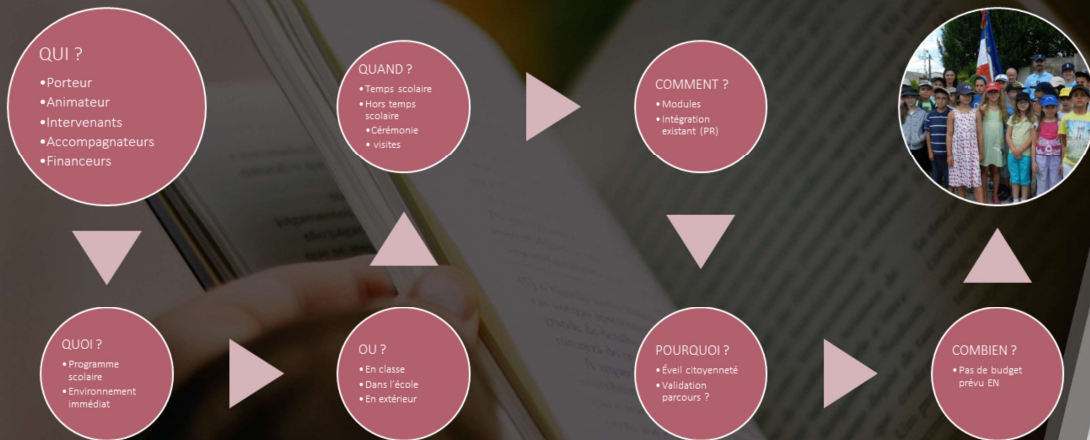 QUI ?
•Porteur
•Animateur
•Intervenants
•Accompagnateurs
•Financeurs
QUOI ?
•Programme
scolaire
•Environnement
immédiat
OU ?
•En classe
•Dans l'école
•En extérieur
QUAND ?
•Temps scolaire
•Hors temps
scolaire
•Cérémonie
• visites
COMMENT ?
•Modules
•Intégration
existant (PR)
POURQUOI ?
•Éveil citoyenneté
•Validation
parcours ?
COMBIEN ?
•Pas de budget
prévu EN